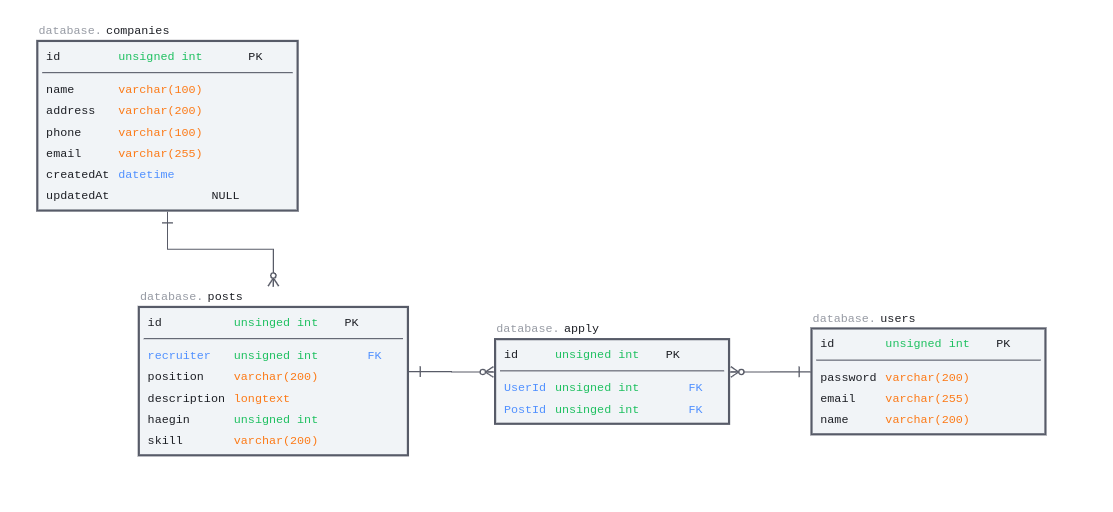 database. companies
id unsigned int PK
name varchar(100)
address varchar(200)
phone varchar(100)
email varchar(255)
createdAt datetime
updatedAt NULL
database. posts
id unsinged int PK
recruiter unsigned int FK
position varchar(200)
description longtext
haegin unsigned int
skill varchar(200)
database. apply
id unsigned int PK
UserId unsigned int FK
PostId unsinged int FK
database. users
id unsigned int PK
password varchar(200)
email varchar(255)
name varchar(200)